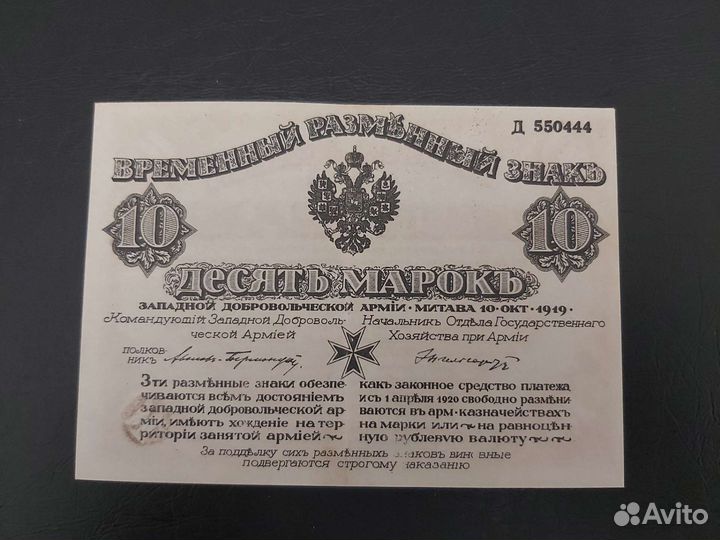 Д 550444
ВРЕМЕННЫЙ РАЗМѢННЫЙ ЗНАКЪ
10 10
ДЕСЯТЬ МАРОКЪ
ЗАПАДНОЙ ДОБРОВОЛЬЧЕСКОЙ АРМІИ · МИТАВА 10 · ОКТ · 1919 ·
Командующій Западной Доброволь-
ческой Арміей
полков-
никъ
Начальникъ Отдѣла Государственнаго
Хозяйства при Арміи
Эти размѣнные знаки обезпе-
чиваются всѣмъ достояніемъ
западной добровольческой ар-
міи, имѣютъ хожденіе на тер-
риторіи занятой арміей
какъ законное средство платежа
и съ 1 апрѣля 1920 свободно размѣни-
ваются въ арм. казначействахъ
на марки или на равноцѣн-
ную рублевую валюту
За поддѣлку сихъ размѣнныхъ знаковъ виновные
подвергаются строгому наказанію
Avito